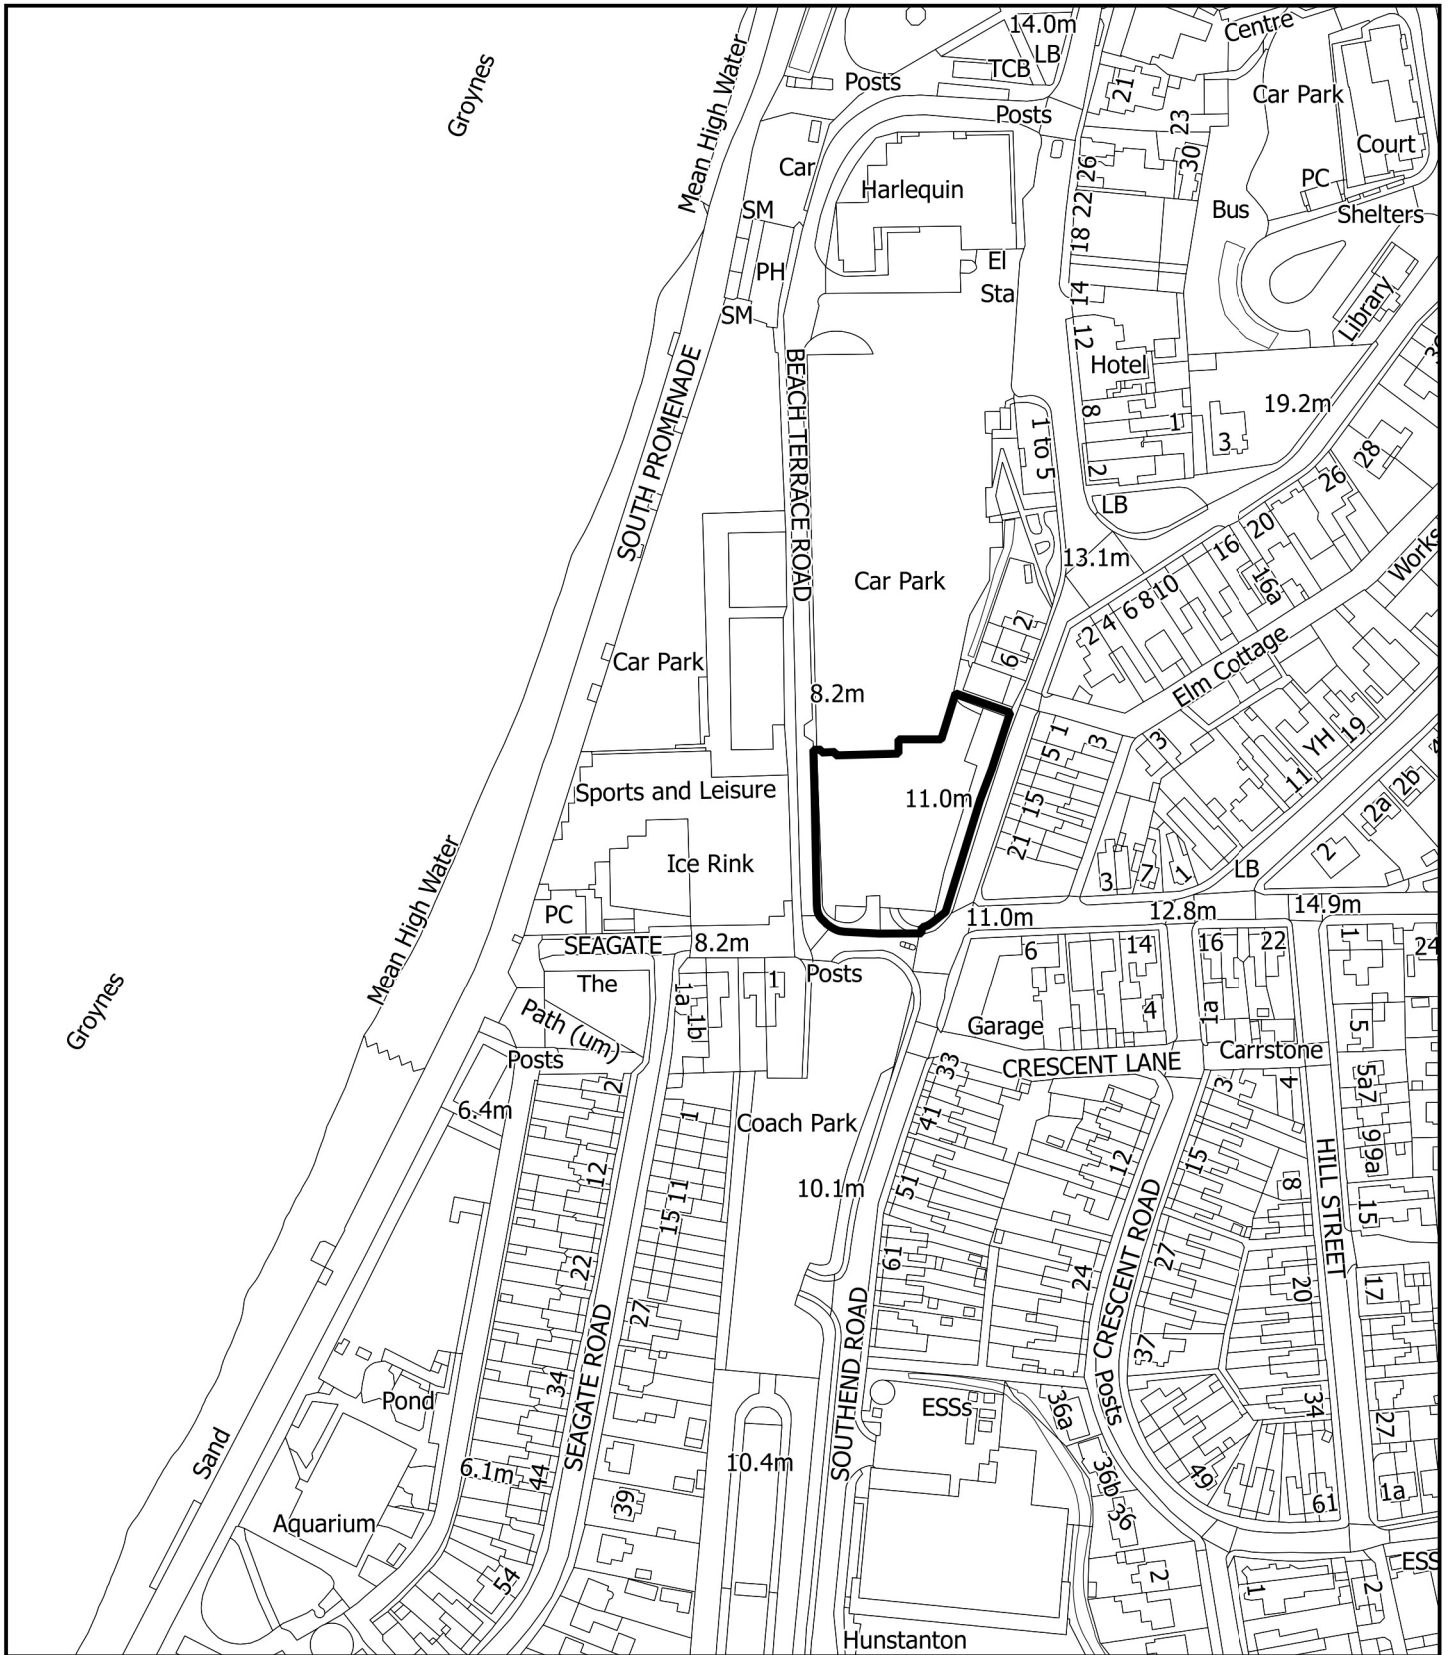 Groynes
Mean High Water
Posts
14.0m
LB
TCB
Centre
21
Car Park
Court
Posts
23
Car
Harlequin
26
30
PC
SM
22
Bus
Shelters
18
PH
El
Sta
14
SM
12
Library
Hotel
SOUTH PROMENADE
BEACH TERRACE ROAD
8
1
3
19.2m
1 to 5
2
28
26
LB
20
16
16a
Works
13.1m
Car Park
10
8
6
4
2
2
6
Elm Cottage
Car Park
8.2m
YH
19
1
3
5
3
11
Sports and Leisure
11.0m
15
2b
2a
21
2
Ice Rink
3
7
1
LB
PC
11.0m
12.8m
14.9m
SEAGATE
8.2m
6
14
16
22
11
24
Mean High Water
Groynes
The
Posts
1
1a
1b
Path (um)
Garage
4
1a
5
Posts
CRESCENT LANE
Carrstone
33
3
4
5a
7
6.4m
2
1
Coach Park
41
9
9a
12
11
15
10.1m
51
12
15
8
HILL STREET
15
22
61
24
27
20
17
27
SEAGATE ROAD
SOUTHEND ROAD
CRESCENT ROAD
37
34
Pond
ESSs
36a
Posts
34
27
Sand
6.1m
44
10.4m
36b
49
39
36
61
1a
Aquarium
54
2
1
2
ESS
Hunstanton